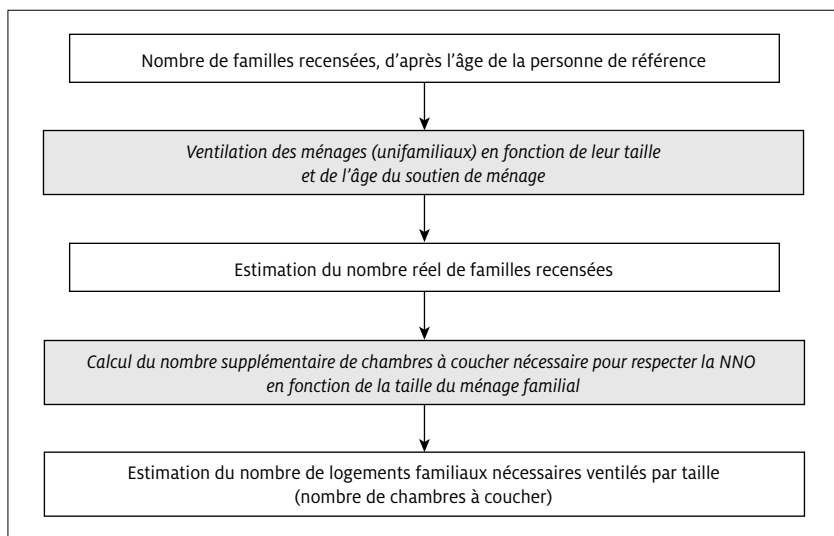 Nombre de familles recensées, d'après l'âge de la personne de référence
Ventilation des ménages (unifamiliaux) en fonction de leur taille
et de l'âge du soutien de ménage
Estimation du nombre réel de familles recensées
Calcul du nombre supplémentaire de chambres à coucher nécessaire pour respecter la NNO
en fonction de la taille du ménage familial
Estimation du nombre de logements familiaux nécessaires ventilés par taille
(nombre de chambres à coucher)